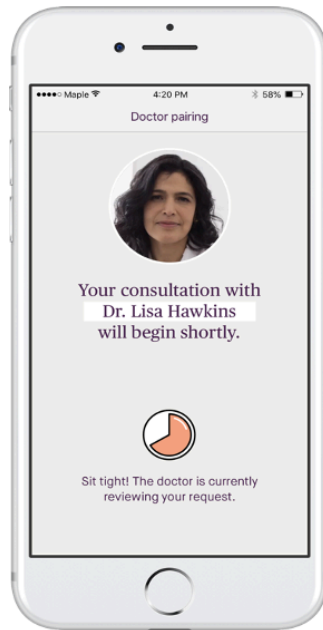 Maple 4:20 PM 58%
Doctor pairing
Your consultation with
Dr. Lisa Hawkins
will begin shortly.
Sit tight! The doctor is currently
reviewing your request.